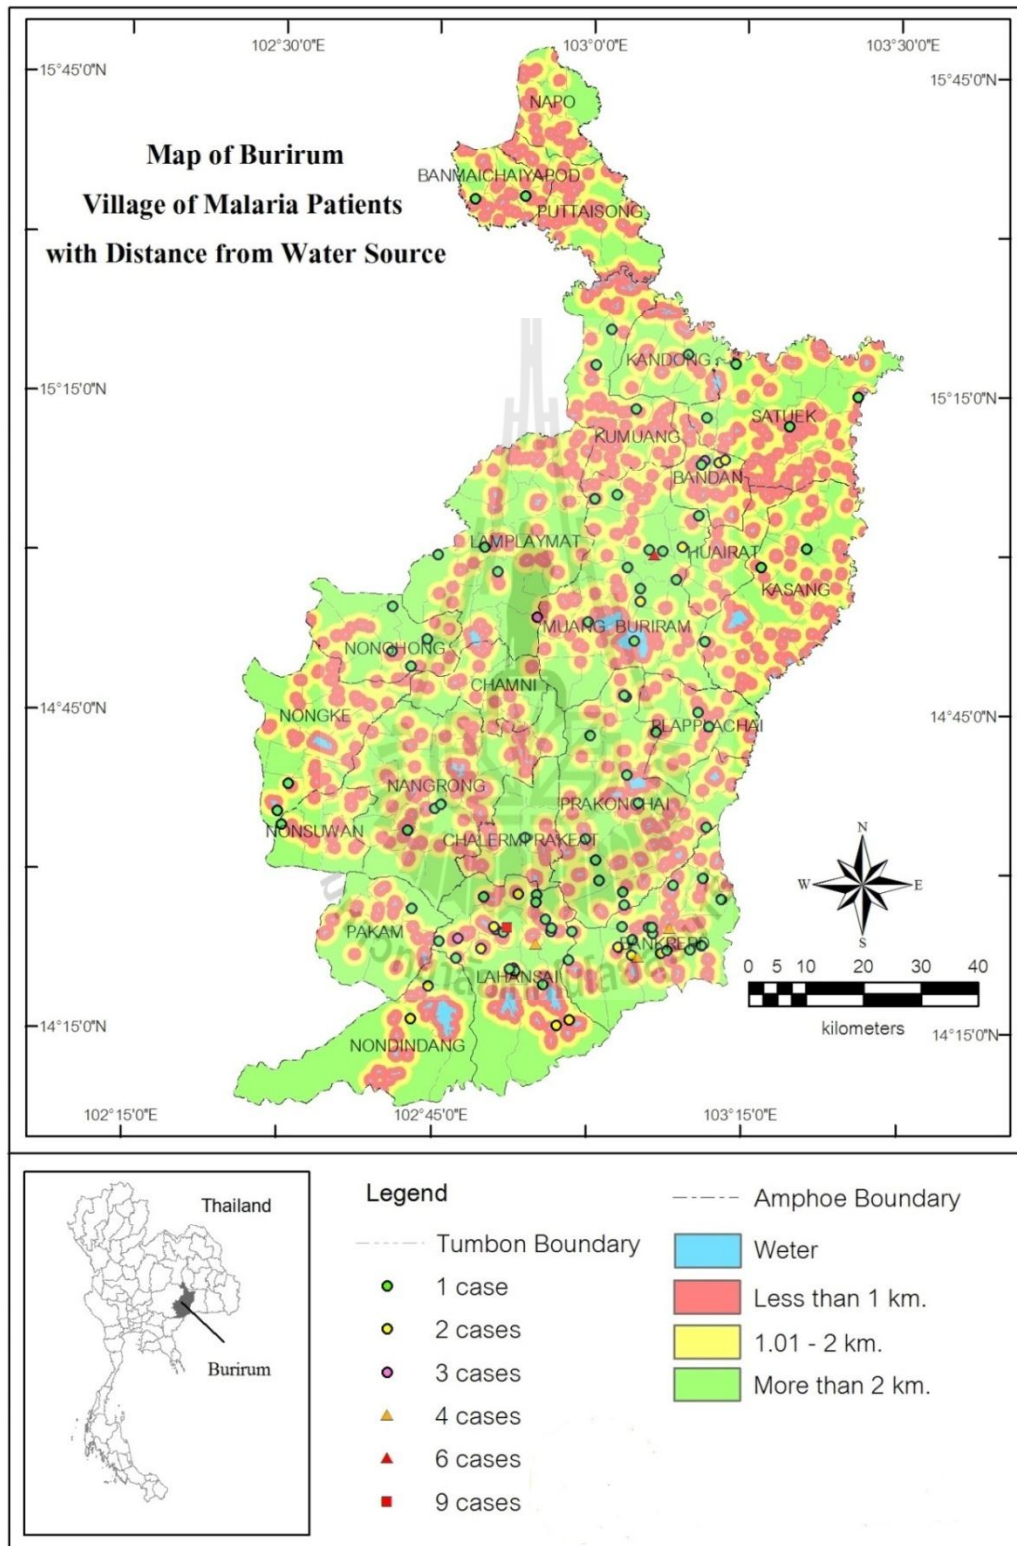 102°30'0"E 103°0'0"E 103°30'0"E
15°45'0"N 15°45'0"N
NAPO
Map of Burirum
Village of Malaria Patients
with Distance from Water Source
BANMAICHAIYAPOD
PUTTAISONG
KANDONG
15°15'0"N 15°15'0"N
SATUEK
KUMUANG
BANDAN
LAMPLAYMAT
HUAIRAT
KASANG
MUANG BURIRAM
NONGHONG
CHAMNI
NONGKE
14°45'0"N 14°45'0"N
PLAPPLACHAI
NANGRONG
PRAKONCHAI
NONSUWAN
CHALERMPRAKEAT
N
W E
S
PAKAM
BANKRERD
LAHANSAI
0 5 10 20 30 40
kilometers
14°15'0"N 14°15'0"N
NONDINDANG
102°15'0"E 102°45'0"E 103°15'0"E
Thailand
Burirum
Legend
Tumbon Boundary
1 case
2 cases
3 cases
4 cases
6 cases
9 cases
Amphoe Boundary
Weter
Less than 1 km.
1.01 - 2 km.
More than 2 km.